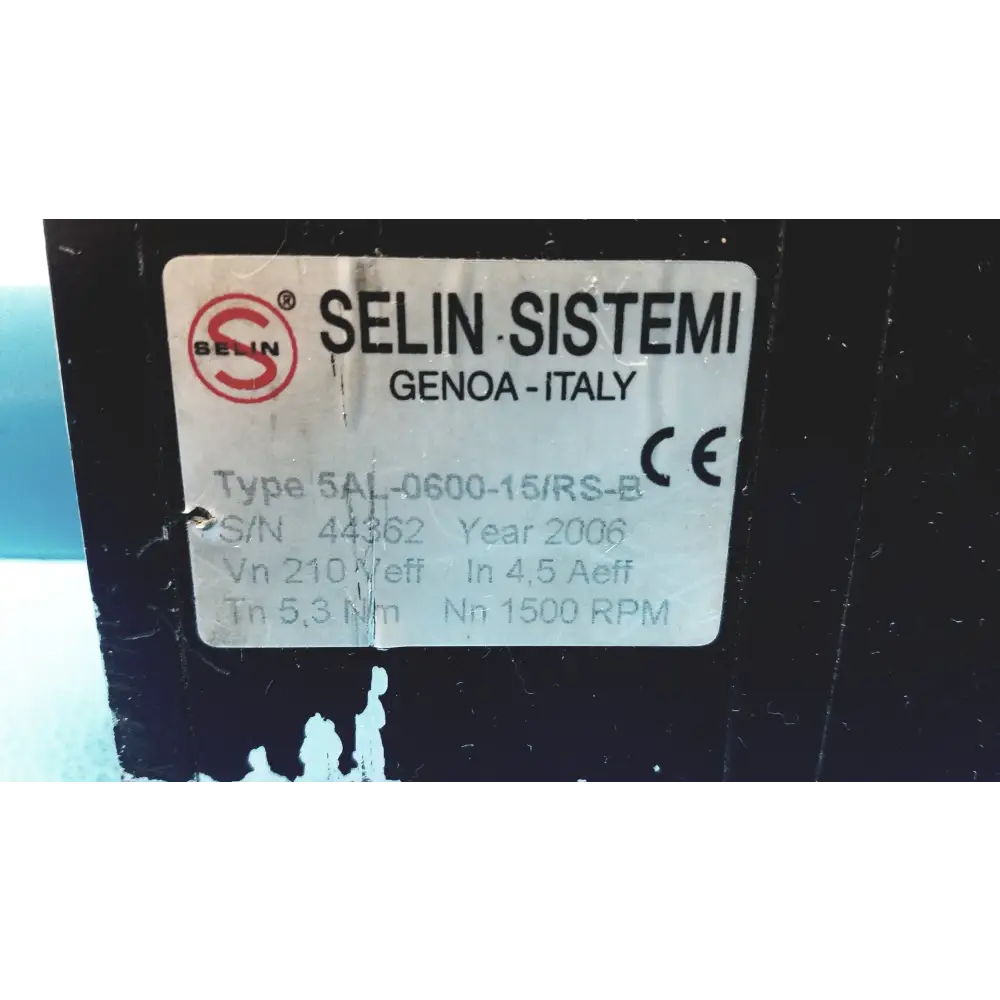 SELIN ® SELIN SISTEMI
GENOA - ITALY
CE
Type 5AL-0600-15/RS-B
S/N 44362 Year 2006
Vn 210 Veff In 4,5 Aeff
Tn 5,3 Nm Nn 1500 RPM